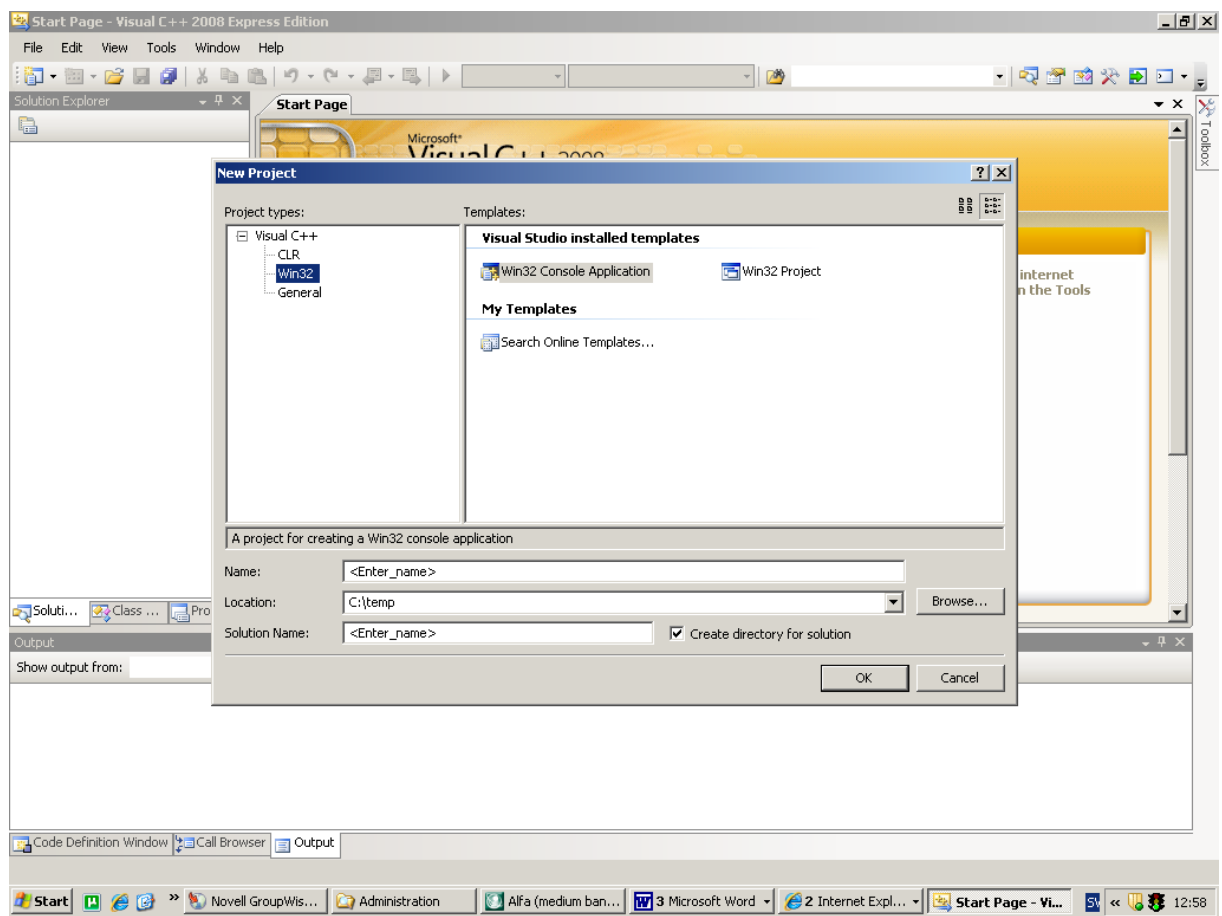 Start Page - Visual C++ 2008 Express Edition
File Edit View Tools Window Help
Solution Explorer
Start Page
Toolbox
Microsoft
Visual C++ 2008
New Project
Project types:
Templates:
Visual C++
CLR
Win32
General
Visual Studio installed templates
Win32 Console Application
Win32 Project
My Templates
Search Online Templates...
internet
n the Tools
A project for creating a Win32 console application
Name:
<Enter_name>
Location:
C:\temp
Browse...
Solution Name:
<Enter_name>
Create directory for solution
OK
Cancel
Soluti... Class ... Pro
Output
Show output from:
Code Definition Window Call Browser Output
Start » Novell GroupWis... Administration Alfa (medium ban... 3 Microsoft Word 2 Internet Expl... Start Page - Vi... SV « 12:58